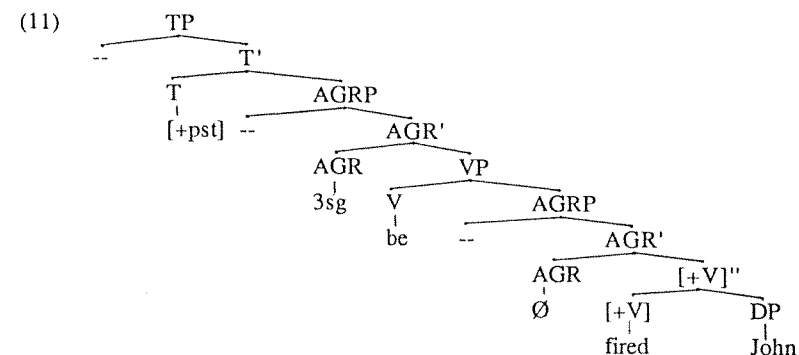 (11) TP
-- T'
T AGRP
[+pst] -- AGR'
AGR VP
3sg V AGRP
be -- AGR'
AGR [+V]"
Ø [+V] DP
fired John